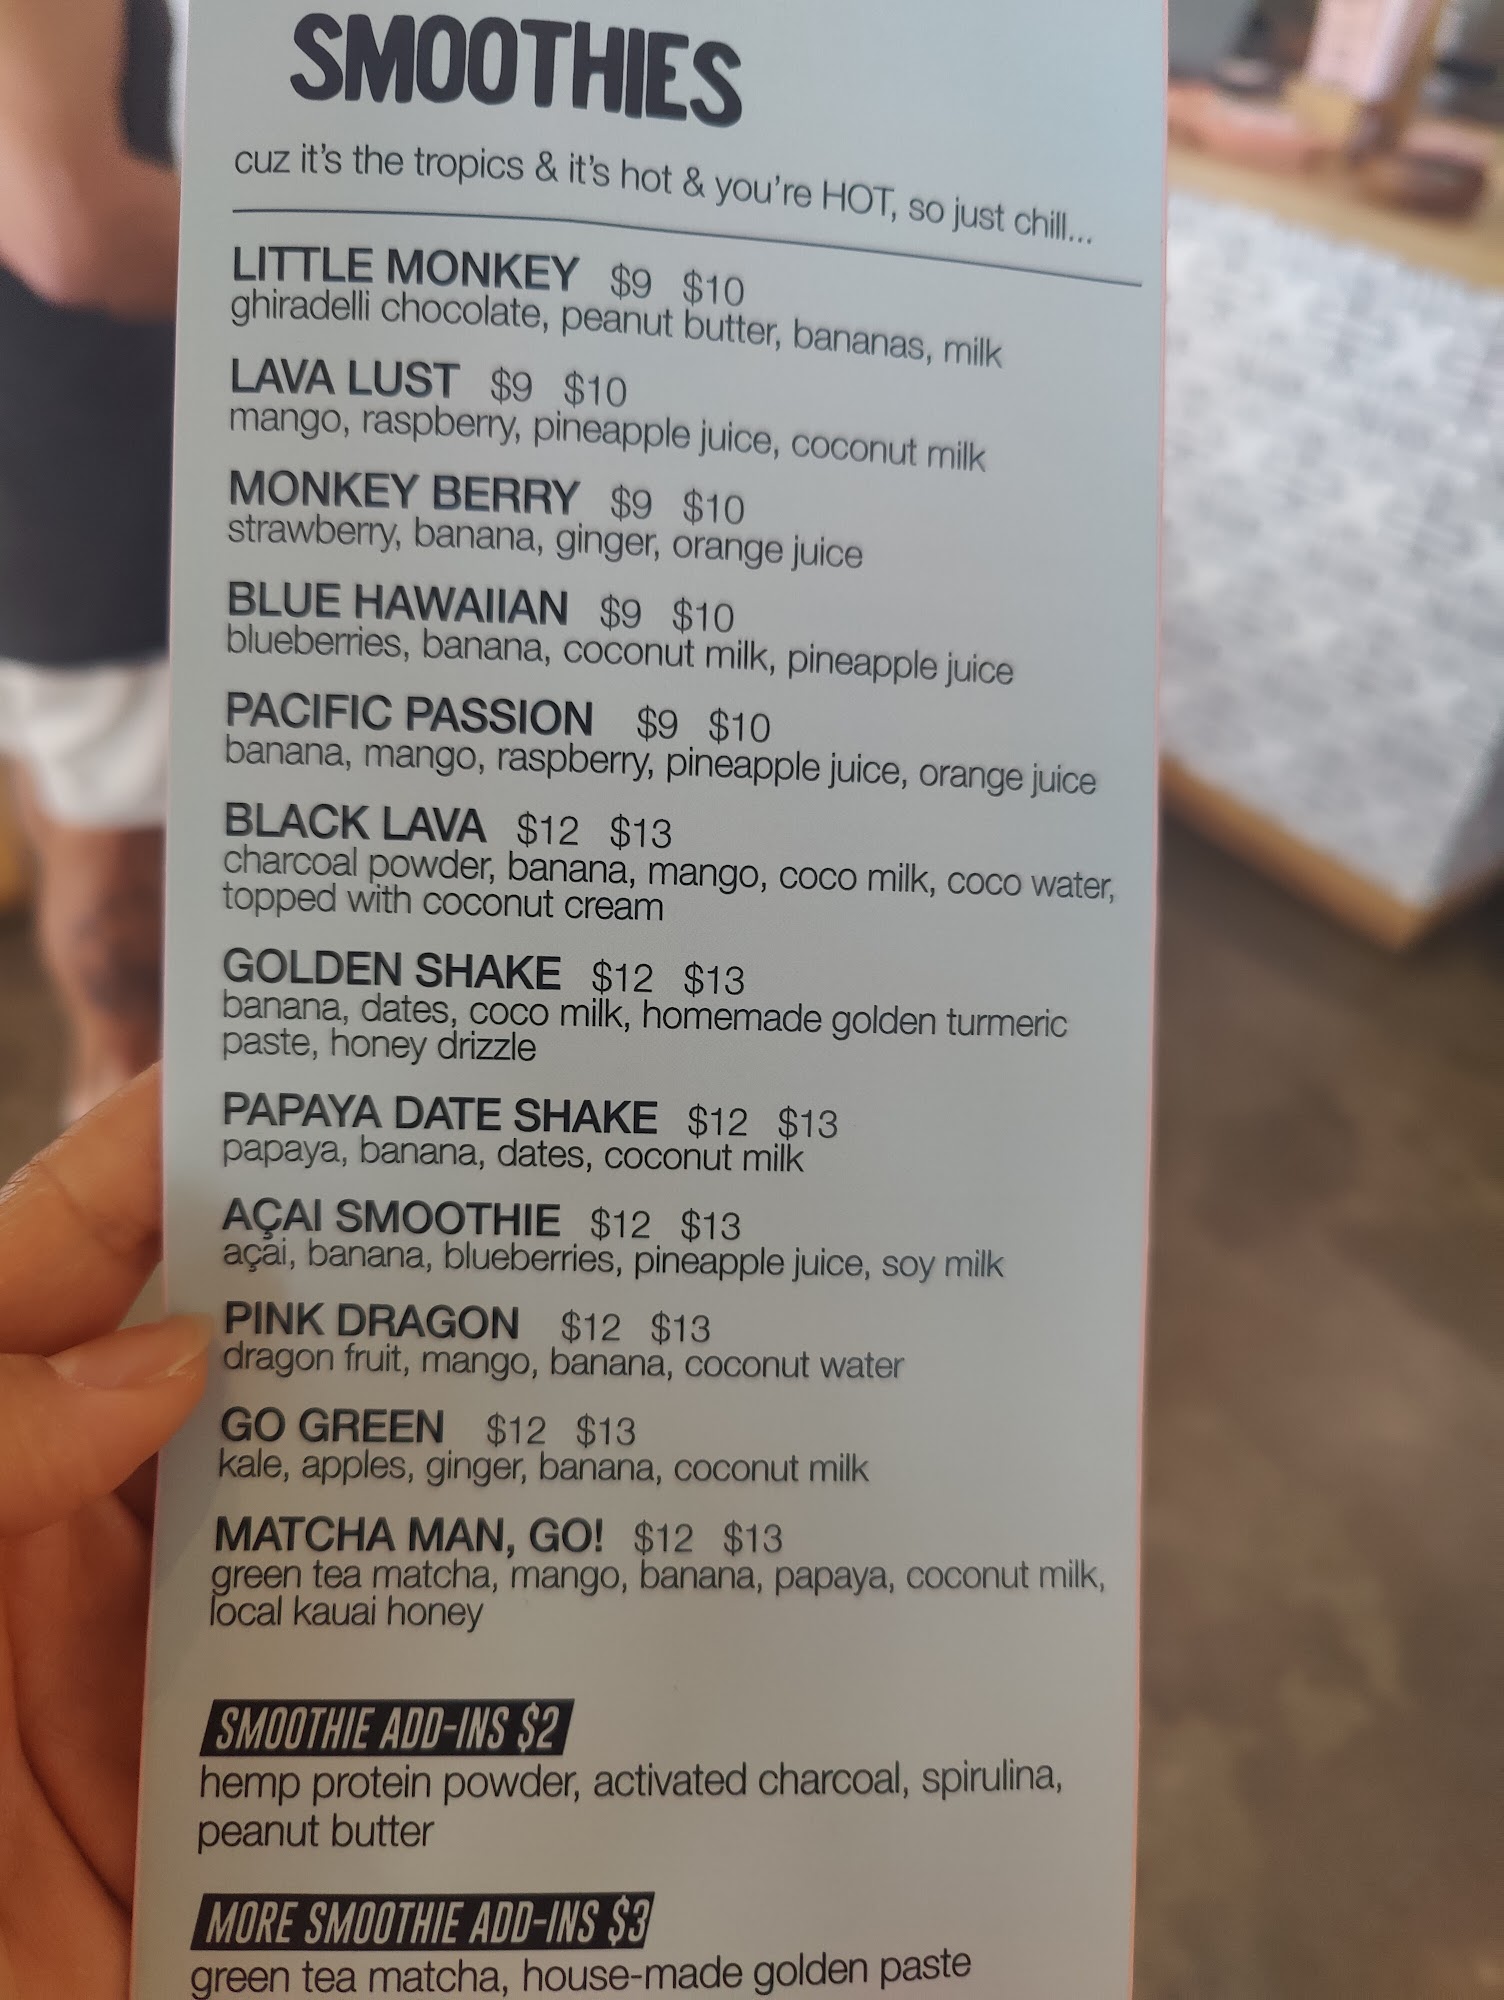 SMOOTHIES
cuz it's the tropics & it's hot & you're HOT, so just chill...
LITTLE MONKEY $9 $10
ghiradelli chocolate, peanut butter, bananas, milk
LAVA LUST $9 $10
mango, raspberry, pineapple juice, coconut milk
MONKEY BERRY $9 $10
strawberry, banana, ginger, orange juice
BLUE HAWAIIAN $9 $10
blueberries, banana, coconut milk, pineapple juice
PACIFIC PASSION $9 $10
banana, mango, raspberry, pineapple juice, orange juice
BLACK LAVA $12 $13
charcoal powder, banana, mango, coco milk, coco water,
topped with coconut cream
GOLDEN SHAKE $12 $13
banana, dates, coco milk, homemade golden turmeric
paste, honey drizzle
PAPAYA DATE SHAKE $12 $13
papaya, banana, dates, coconut milk
AÇAI SMOOTHIE $12 $13
açai, banana, blueberries, pineapple juice, soy milk
PINK DRAGON $12 $13
dragon fruit, mango, banana, coconut water
GO GREEN $12 $13
kale, apples, ginger, banana, coconut milk
MATCHA MAN, GO! $12 $13
green tea matcha, mango, banana, papaya, coconut milk,
local kauai honey
SMOOTHIE ADD-INS $2
hemp protein powder, activated charcoal, spirulina,
peanut butter
MORE SMOOTHIE ADD-INS $3
green tea matcha, house-made golden paste